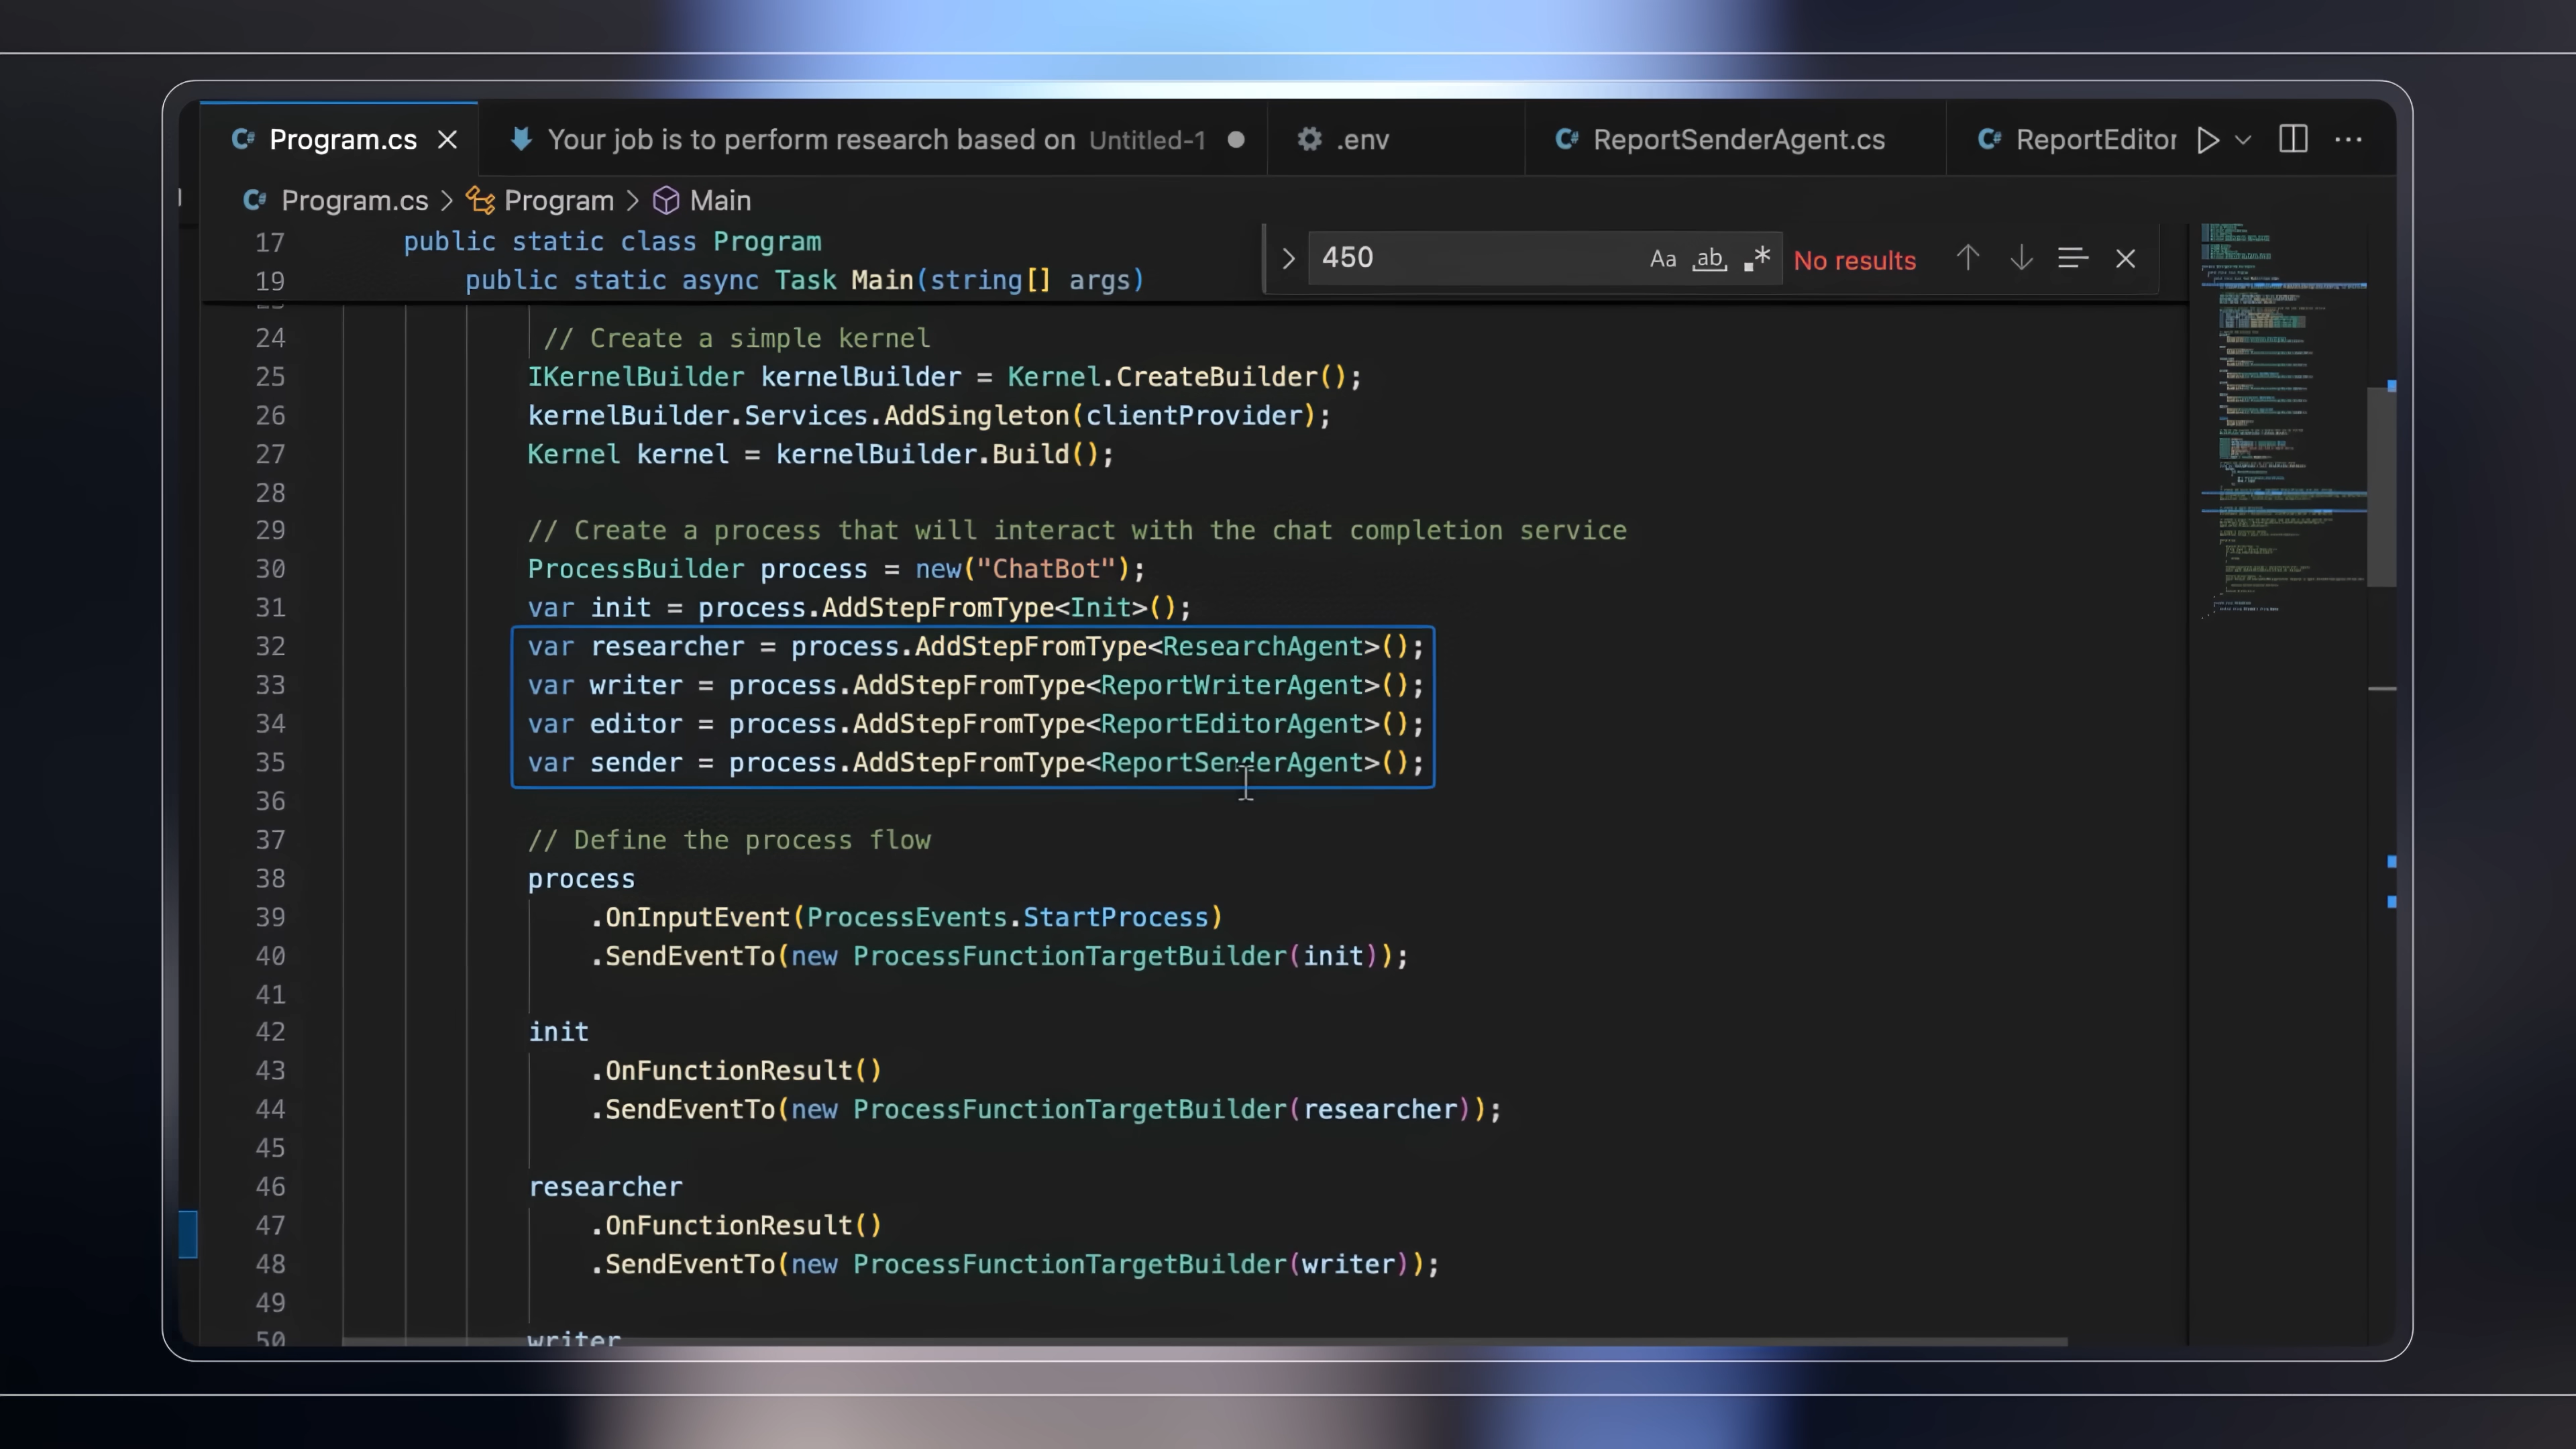 Program.cs
Your job is to perform research based on Untitled-1
.env
ReportSenderAgent.cs
ReportEditor
Program.cs > Program > Main
450
Aa
ab
No results
17 public static class Program
19 public static async Task Main(string[] args)
24 // Create a simple kernel
25 IKernelBuilder kernelBuilder = Kernel.CreateBuilder();
26 kernelBuilder.Services.AddSingleton(clientProvider);
27 Kernel kernel = kernelBuilder.Build();
28
29 // Create a process that will interact with the chat completion service
30 ProcessBuilder process = new("ChatBot");
31 var init = process.AddStepFromType<Init>();
32 var researcher = process.AddStepFromType<ResearchAgent>();
33 var writer = process.AddStepFromType<ReportWriterAgent>();
34 var editor = process.AddStepFromType<ReportEditorAgent>();
35 var sender = process.AddStepFromType<ReportSenderAgent>();
36
37 // Define the process flow
38 process
39 .OnInputEvent(ProcessEvents.StartProcess)
40 .SendEventTo(new ProcessFunctionTargetBuilder(init));
41
42 init
43 .OnFunctionResult()
44 .SendEventTo(new ProcessFunctionTargetBuilder(researcher));
45
46 researcher
47 .OnFunctionResult()
48 .SendEventTo(new ProcessFunctionTargetBuilder(writer));
49
50 writer